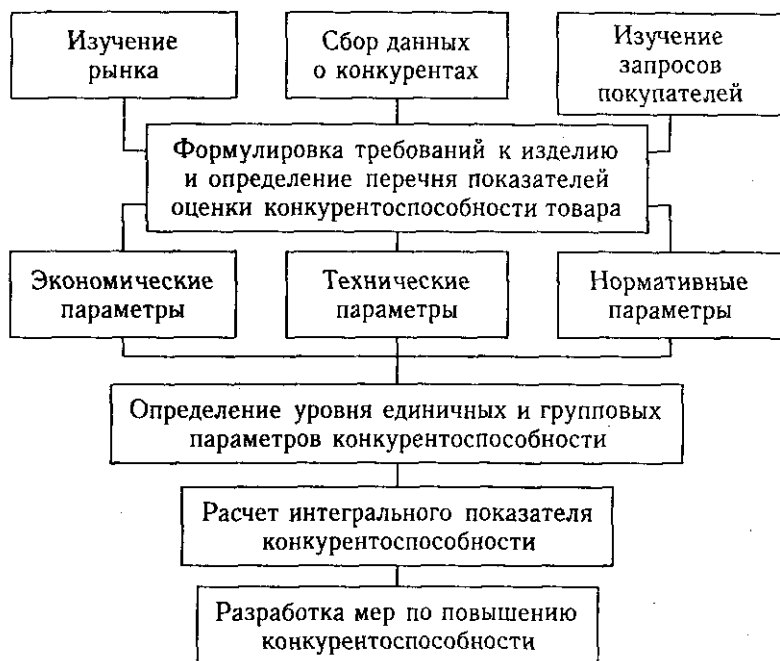 Изучение
рынка
Сбор данных
о конкурентах
Изучение
запросов
покупателей
Формулировка требований к изделию
и определение перечня показателей
оценки конкурентоспособности товара
Экономические
параметры
Технические
параметры
Нормативные
параметры
Определение уровня единичных и групповых
параметров конкурентоспособности
Расчет интегрального показателя
конкурентоспособности
Разработка мер по повышению
конкурентоспособности